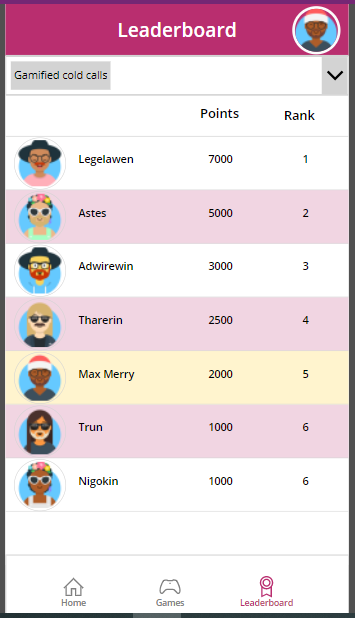 Leaderboard
Gamified cold calls
Points Rank
Legelawen 7000 1
Astes 5000 2
Adwirewin 3000 3
Tharerin 2500 4
Max Merry 2000 5
Trun 1000 6
Nigokin 1000 6
Home Games Leaderboard